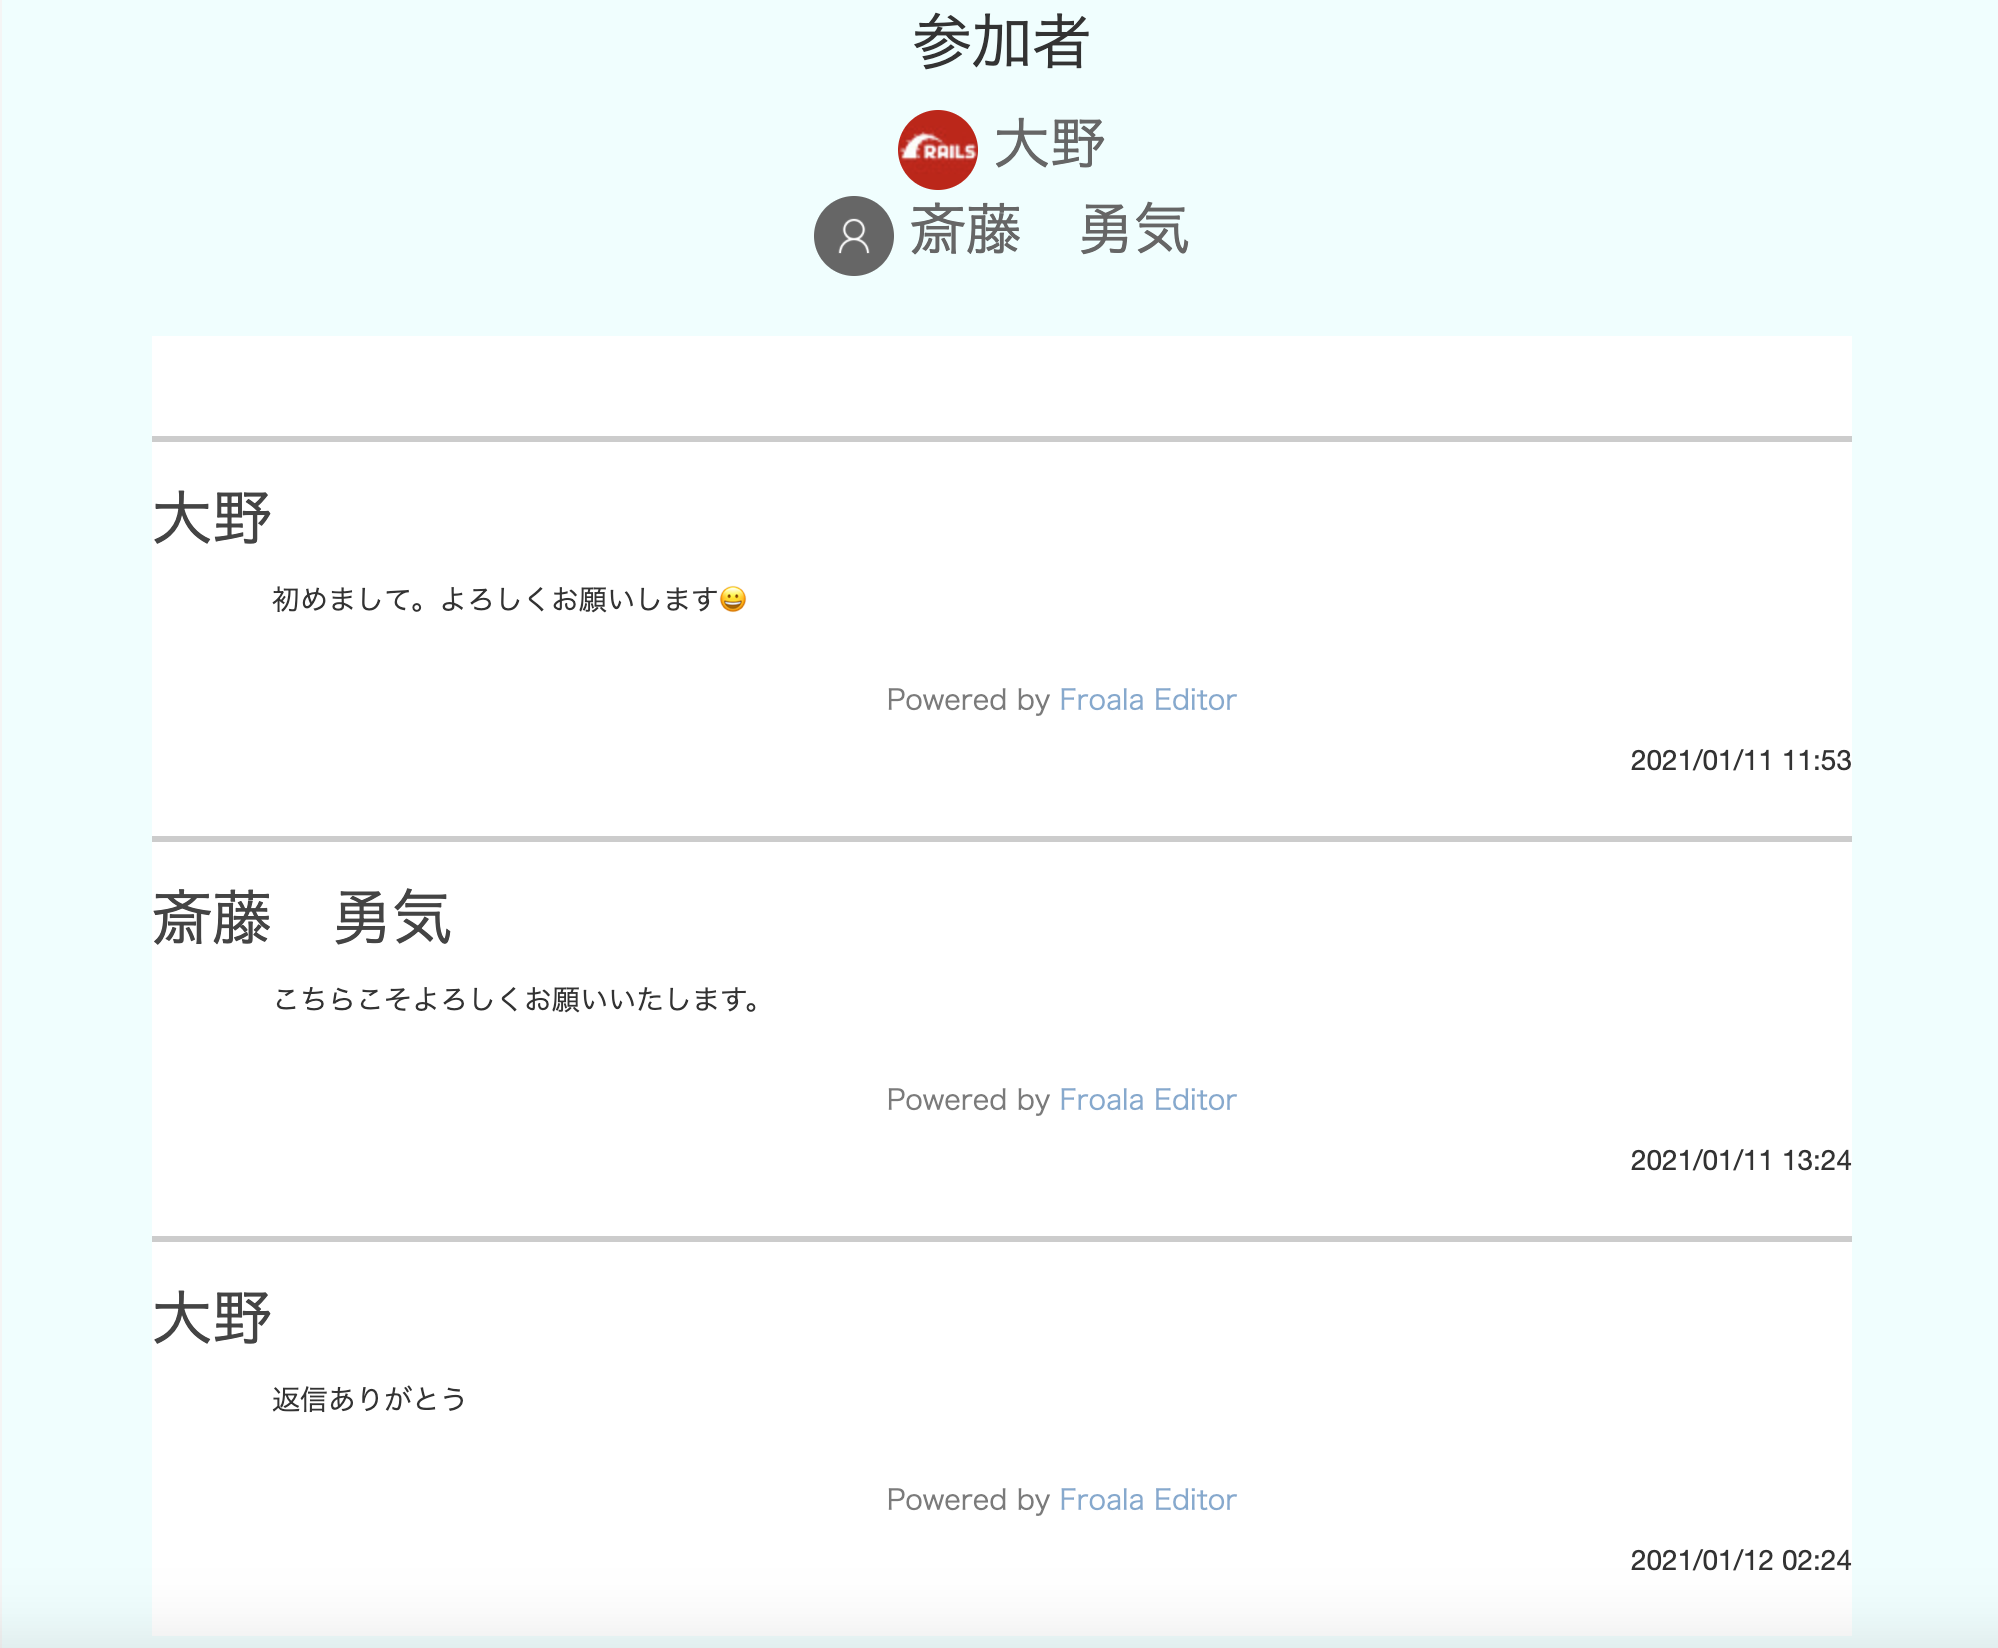 参加者
RAILS 大野
斎藤　勇気
大野
初めまして。よろしくお願いします😀
Powered by Froala Editor
2021/01/11 11:53
斎藤　勇気
こちらこそよろしくお願いいたします。
Powered by Froala Editor
2021/01/11 13:24
大野
返信ありがとう
Powered by Froala Editor
2021/01/12 02:24